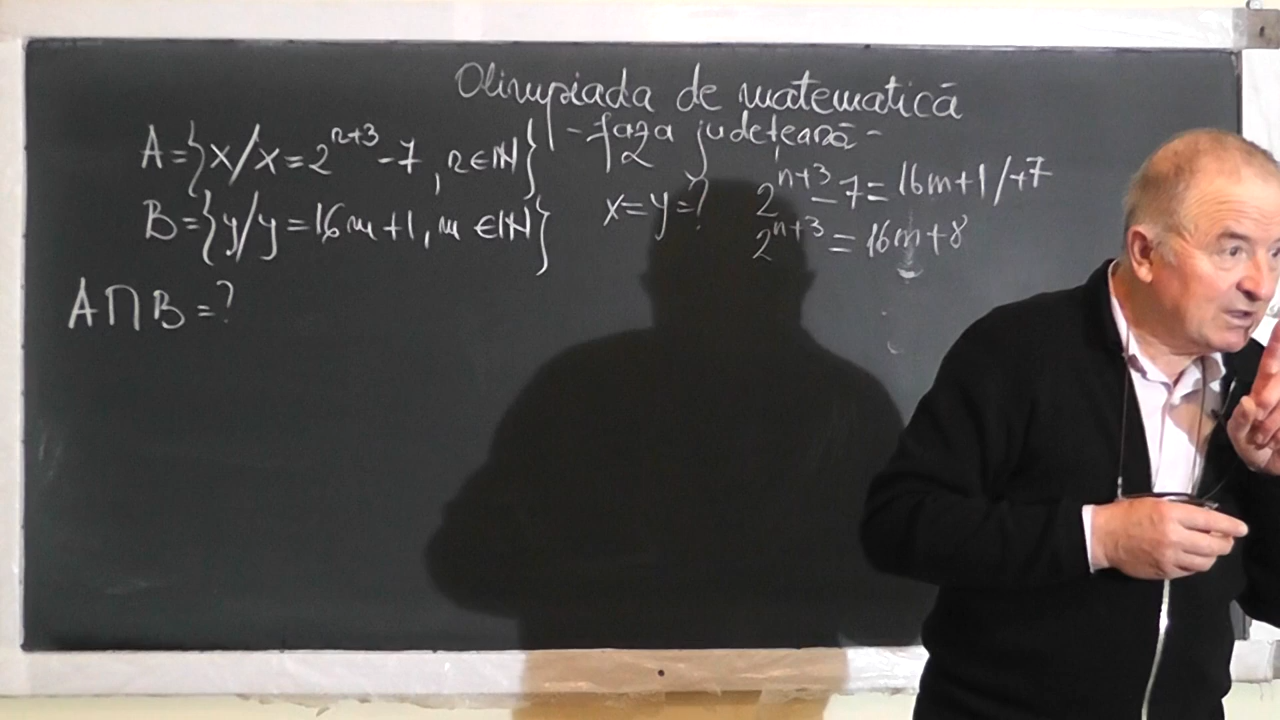 Olimpiada de matematică
- faza județeană -
A={x/x=2^{n+3}-7, n∈ℕ}
B={y/y=16m+1, m∈ℕ}
x=y=?
2^{n+3}-7=16m+1/+7
2^{n+3}=16m+8
A∩B=?